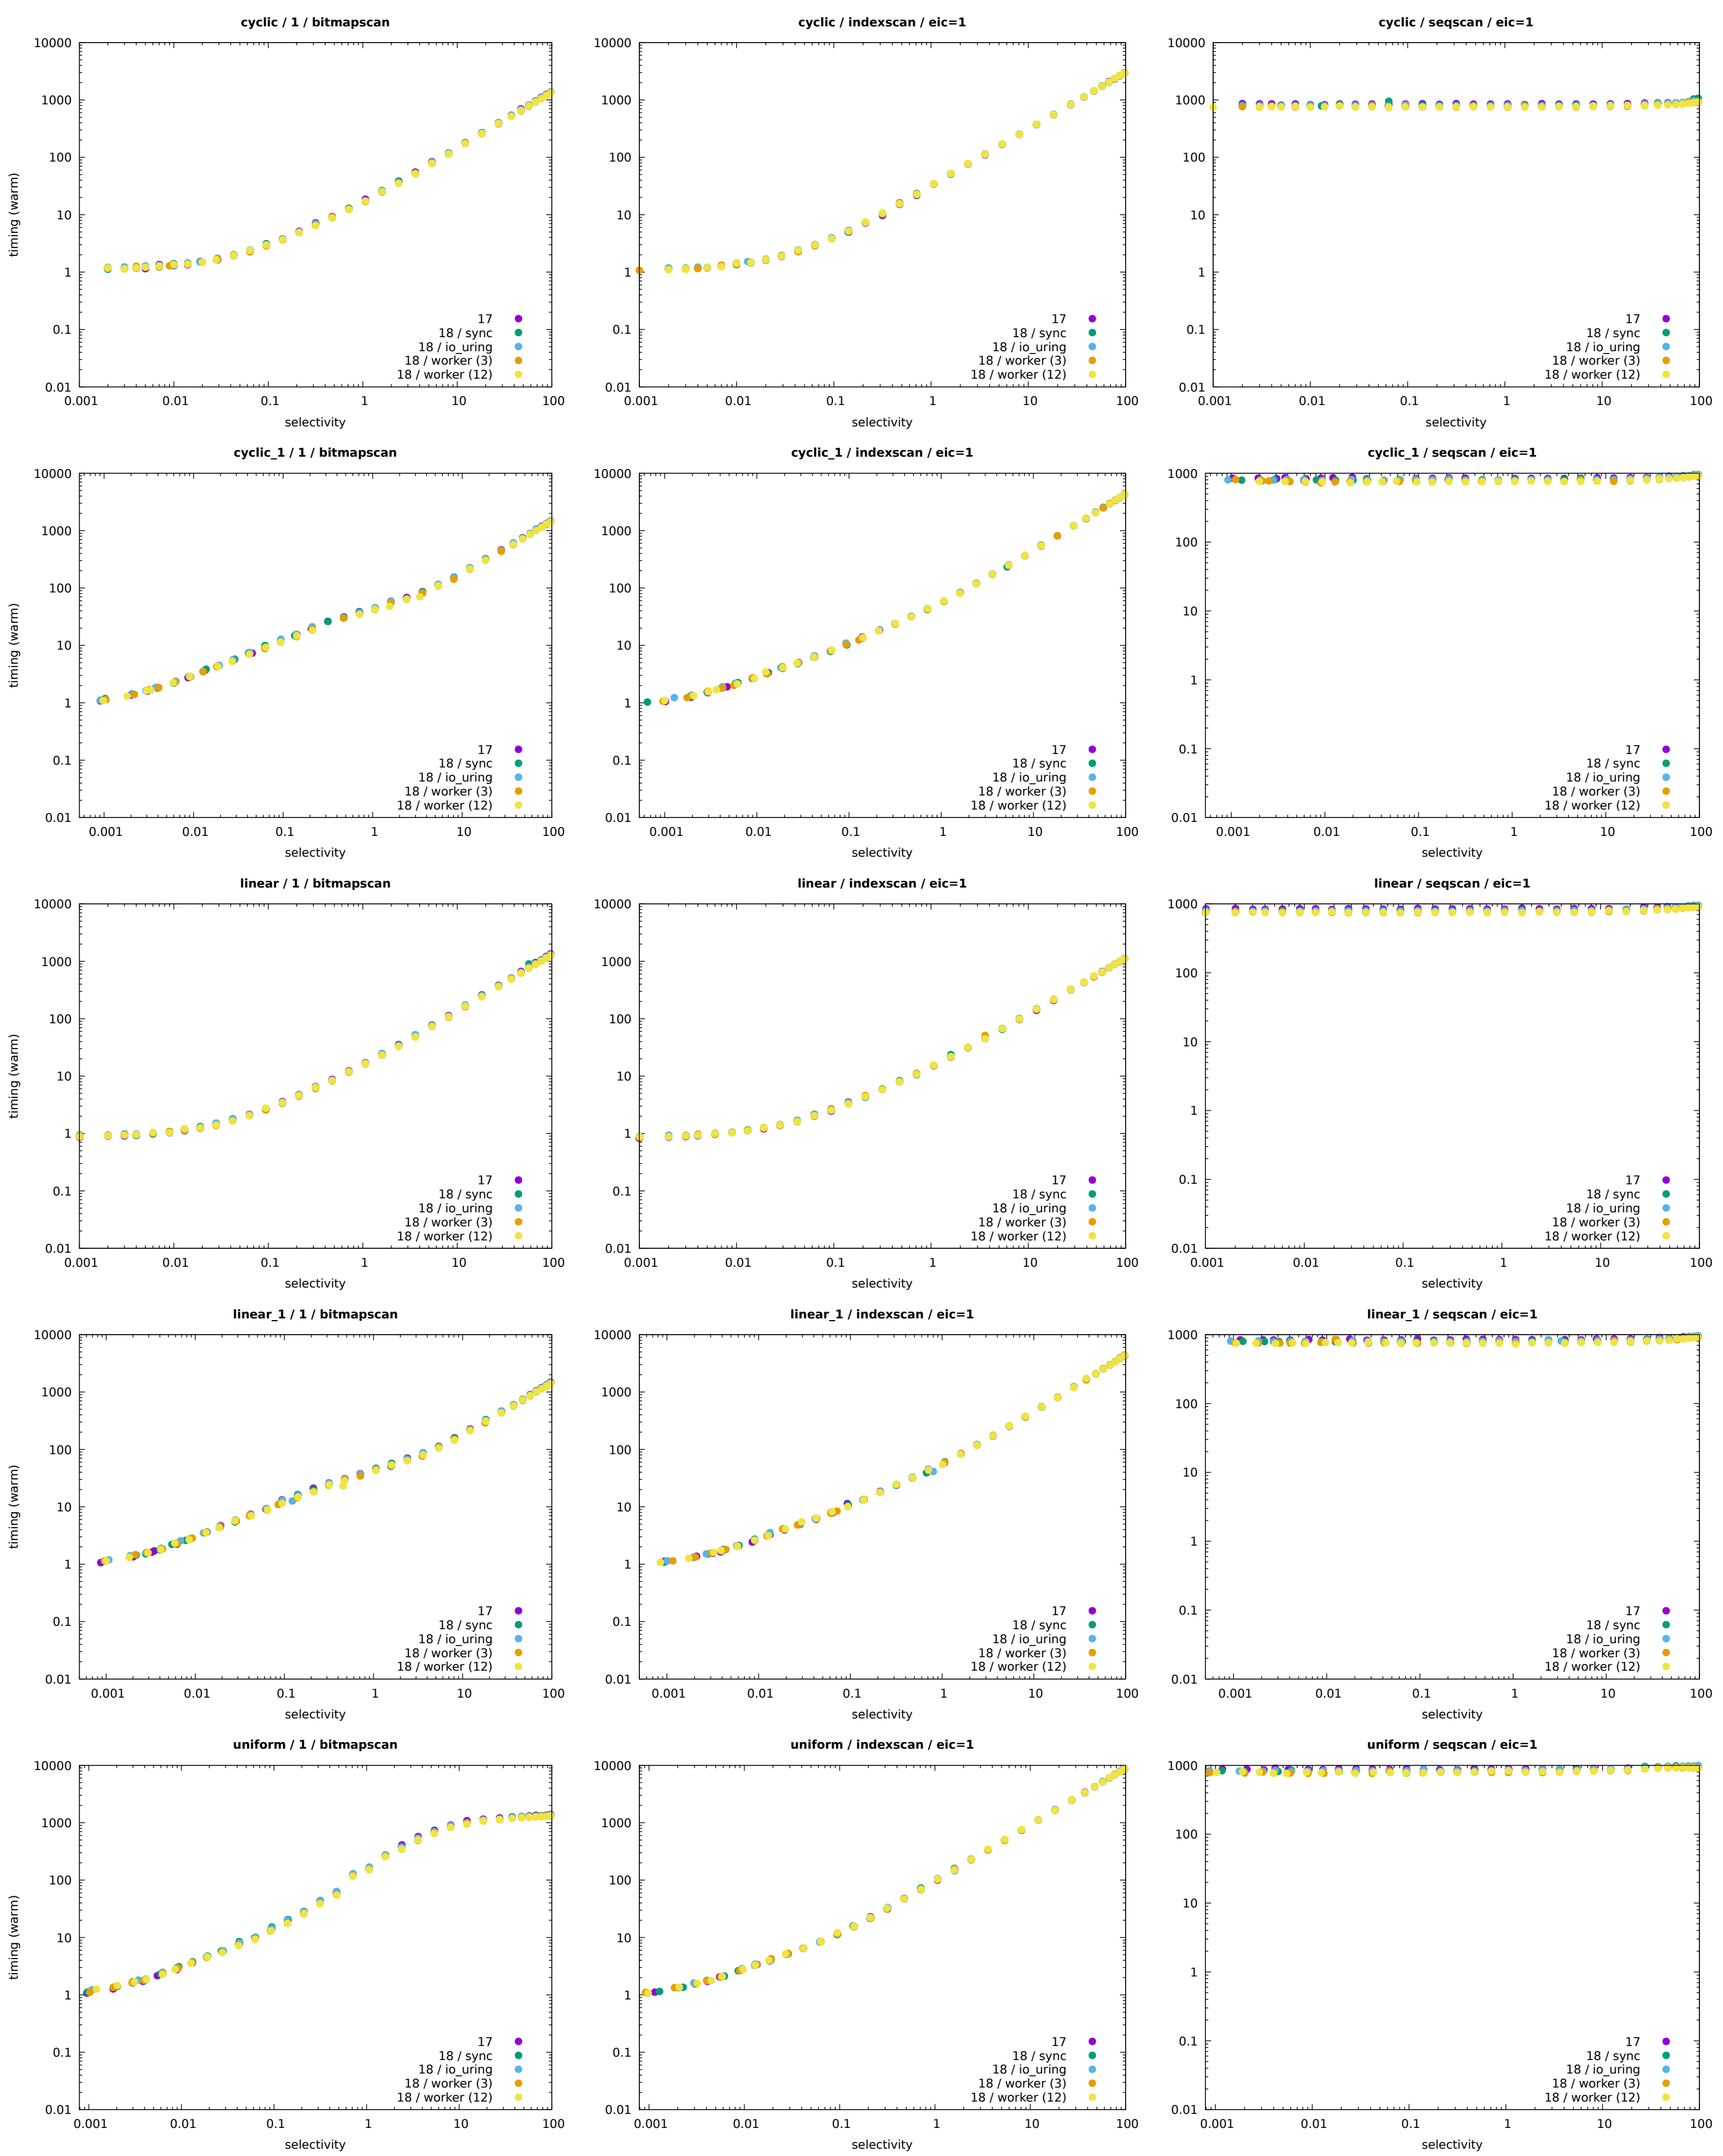 cyclic / 1 / bitmapscan
10000
1000
100
10
1
0.1
0.01
timing (warm)
17
18 / sync
18 / io_uring
18 / worker (3)
18 / worker (12)
0.001 0.01 0.1 1 10 100
selectivity
cyclic / indexscan / eic=1
10000
1000
100
10
1
0.1
0.01
17
18 / sync
18 / io_uring
18 / worker (3)
18 / worker (12)
0.001 0.01 0.1 1 10 100
selectivity
cyclic / seqscan / eic=1
10000
1000
100
10
1
0.1
0.01
17
18 / sync
18 / io_uring
18 / worker (3)
18 / worker (12)
0.001 0.01 0.1 1 10 100
selectivity
cyclic_1 / 1 / bitmapscan
10000
1000
100
10
1
0.1
0.01
timing (warm)
17
18 / sync
18 / io_uring
18 / worker (3)
18 / worker (12)
0.001 0.01 0.1 1 10 100
selectivity
cyclic_1 / indexscan / eic=1
10000
1000
100
10
1
0.1
0.01
17
18 / sync
18 / io_uring
18 / worker (3)
18 / worker (12)
0.001 0.01 0.1 1 10 100
selectivity
cyclic_1 / seqscan / eic=1
1000
100
10
1
0.1
0.01
17
18 / sync
18 / io_uring
18 / worker (3)
18 / worker (12)
0.001 0.01 0.1 1 10 100
selectivity
linear / 1 / bitmapscan
10000
1000
100
10
1
0.1
0.01
timing (warm)
17
18 / sync
18 / io_uring
18 / worker (3)
18 / worker (12)
0.001 0.01 0.1 1 10 100
selectivity
linear / indexscan / eic=1
10000
1000
100
10
1
0.1
0.01
17
18 / sync
18 / io_uring
18 / worker (3)
18 / worker (12)
0.001 0.01 0.1 1 10 100
selectivity
linear / seqscan / eic=1
1000
100
10
1
0.1
0.01
17
18 / sync
18 / io_uring
18 / worker (3)
18 / worker (12)
0.001 0.01 0.1 1 10 100
selectivity
linear_1 / 1 / bitmapscan
10000
1000
100
10
1
0.1
0.01
timing (warm)
17
18 / sync
18 / io_uring
18 / worker (3)
18 / worker (12)
0.001 0.01 0.1 1 10 100
selectivity
linear_1 / indexscan / eic=1
10000
1000
100
10
1
0.1
0.01
17
18 / sync
18 / io_uring
18 / worker (3)
18 / worker (12)
0.001 0.01 0.1 1 10 100
selectivity
linear_1 / seqscan / eic=1
1000
100
10
1
0.1
0.01
17
18 / sync
18 / io_uring
18 / worker (3)
18 / worker (12)
0.001 0.01 0.1 1 10 100
selectivity
uniform / 1 / bitmapscan
10000
1000
100
10
1
0.1
0.01
timing (warm)
17
18 / sync
18 / io_uring
18 / worker (3)
18 / worker (12)
0.001 0.01 0.1 1 10 100
selectivity
uniform / indexscan / eic=1
10000
1000
100
10
1
0.1
0.01
17
18 / sync
18 / io_uring
18 / worker (3)
18 / worker (12)
0.001 0.01 0.1 1 10 100
selectivity
uniform / seqscan / eic=1
1000
100
10
1
0.1
0.01
17
18 / sync
18 / io_uring
18 / worker (3)
18 / worker (12)
0.001 0.01 0.1 1 10 100
selectivity